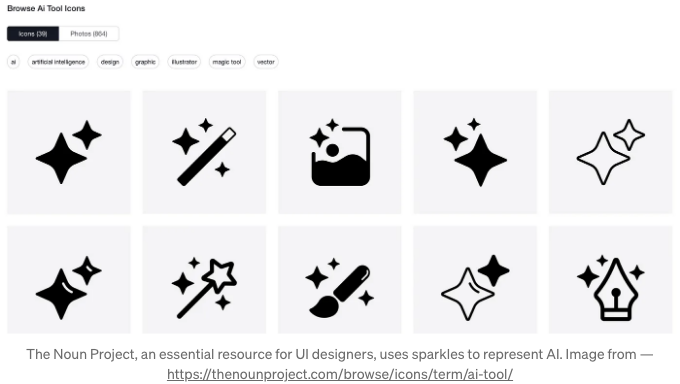 Browse Ai Tool Icons
Icons (39) Photos (864)
ai artificial intelligence design graphic illustrator magic tool vector
The Noun Project, an essential resource for UI designers, uses sparkles to represent AI. Image from —
https://thenounproject.com/browse/icons/term/ai-tool/